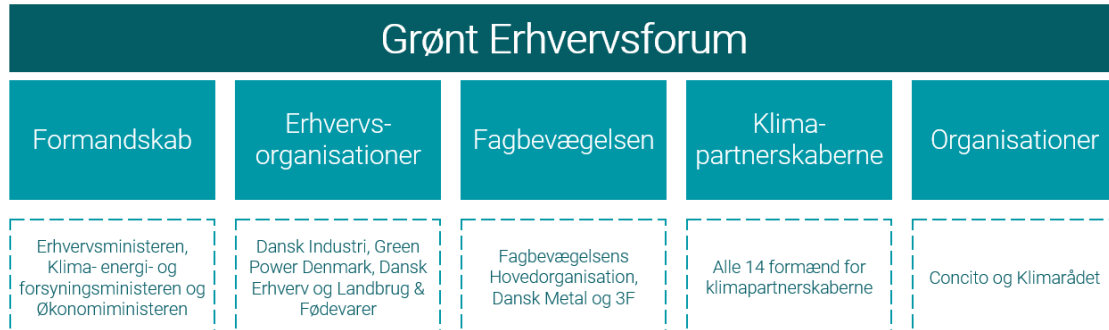 Grønt Erhvervsforum
Formandskab
Erhvervs-
organisationer
Fagbevægelsen
Klima-
partnerskaberne
Organisationer
Erhvervsministeren,
Klima- energi- og
forsyningsministeren og
Økonomiministeren
Dansk Industri, Green
Power Denmark, Dansk
Erhverv og Landbrug &
Fødevarer
Fagbevægelsens
Hovedorganisation,
Dansk Metal og 3F
Alle 14 formænd for
klimapartnerskaberne
Concito og Klimarådet